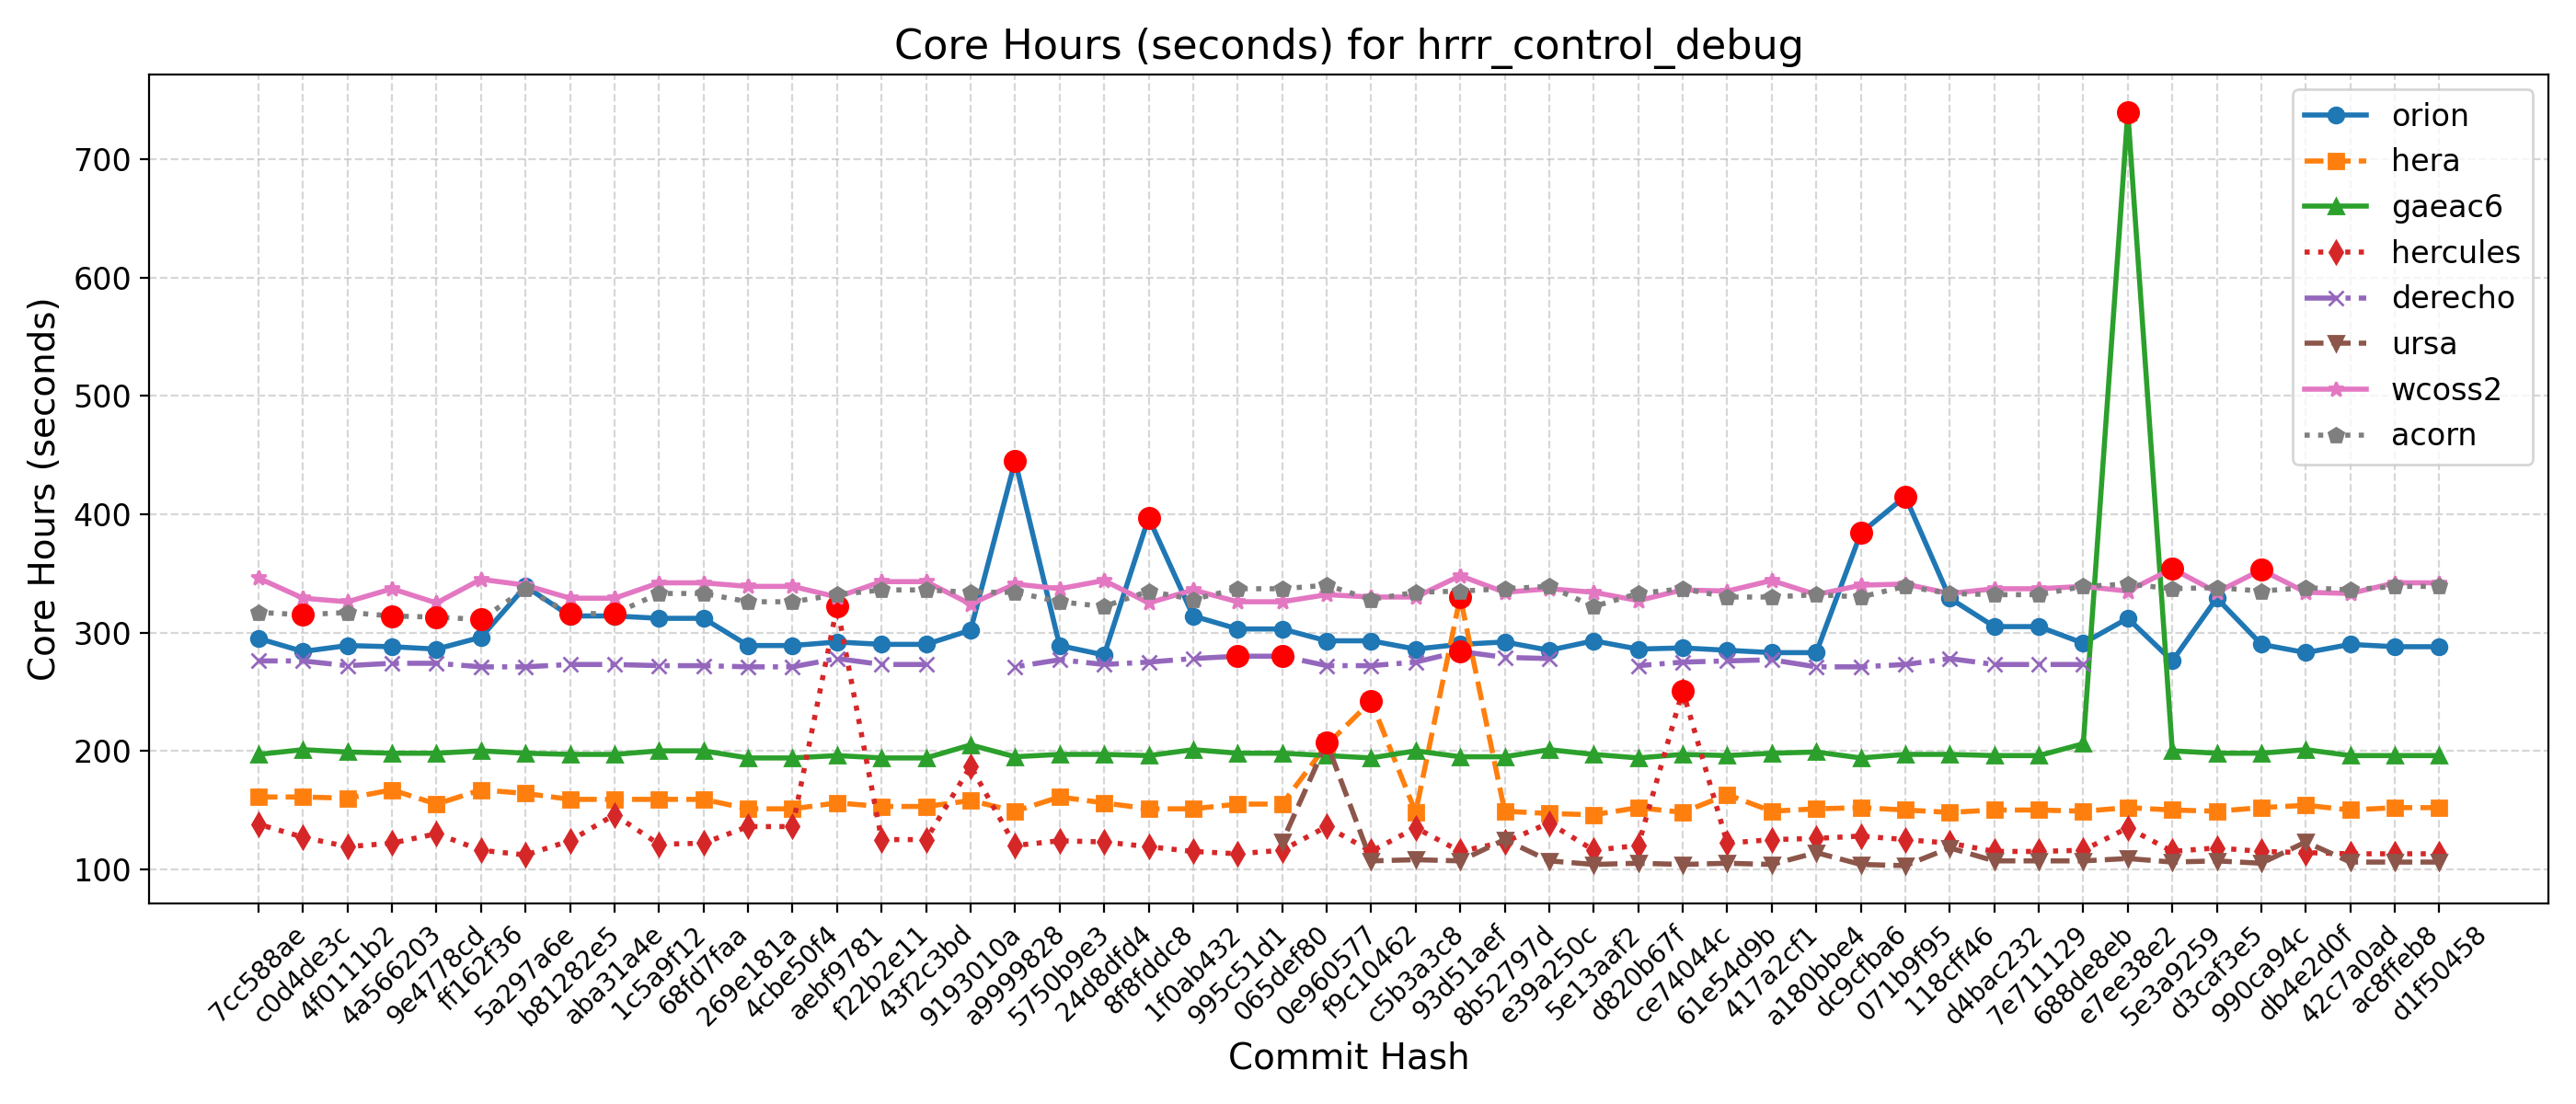 Core Hours (seconds) for hrrr_control_debug
Core Hours (seconds)
700
600
500
400
300
200
100
orion
hera
gaeac6
hercules
derecho
ursa
wcoss2
acorn
7cc588ae
c0d4de3c
4f0111b2
4a566203
9e4778cd
ff162f36
5a297a6e
b81282e5
aba31a4e
1c5a9f12
68fd7faa
269e181a
4cbe50f4
aebf9781
f22b2e11
43f2c3bd
9193010a
a9999828
5750b9e3
24d8dfd4
8f8fddc8
1f0ab432
995c51d1
065def80
0e960577
f9c10462
c5b3a3c8
93d51aef
8b52797d
e39a250c
5e13aaf2
d820b67f
ce74044c
61e54d9b
417a2cf1
a180bbe4
dc9cfba6
071b9f95
118cff46
d4bac232
7e711129
688de8eb
e7ee38e2
5e3a9259
d3caf3e5
990ca94c
db4e2d0f
42c7a0ad
ac8ffeb8
d1f50458
Commit Hash